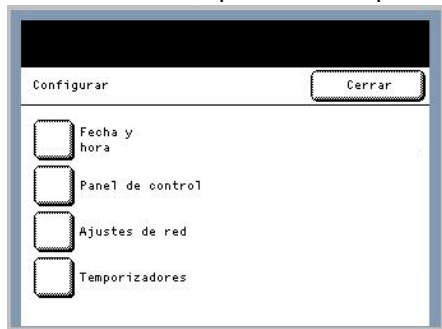 Configurar
Cerrar
Fecha y
hora
Panel de control
Ajustes de red
Temporizadores